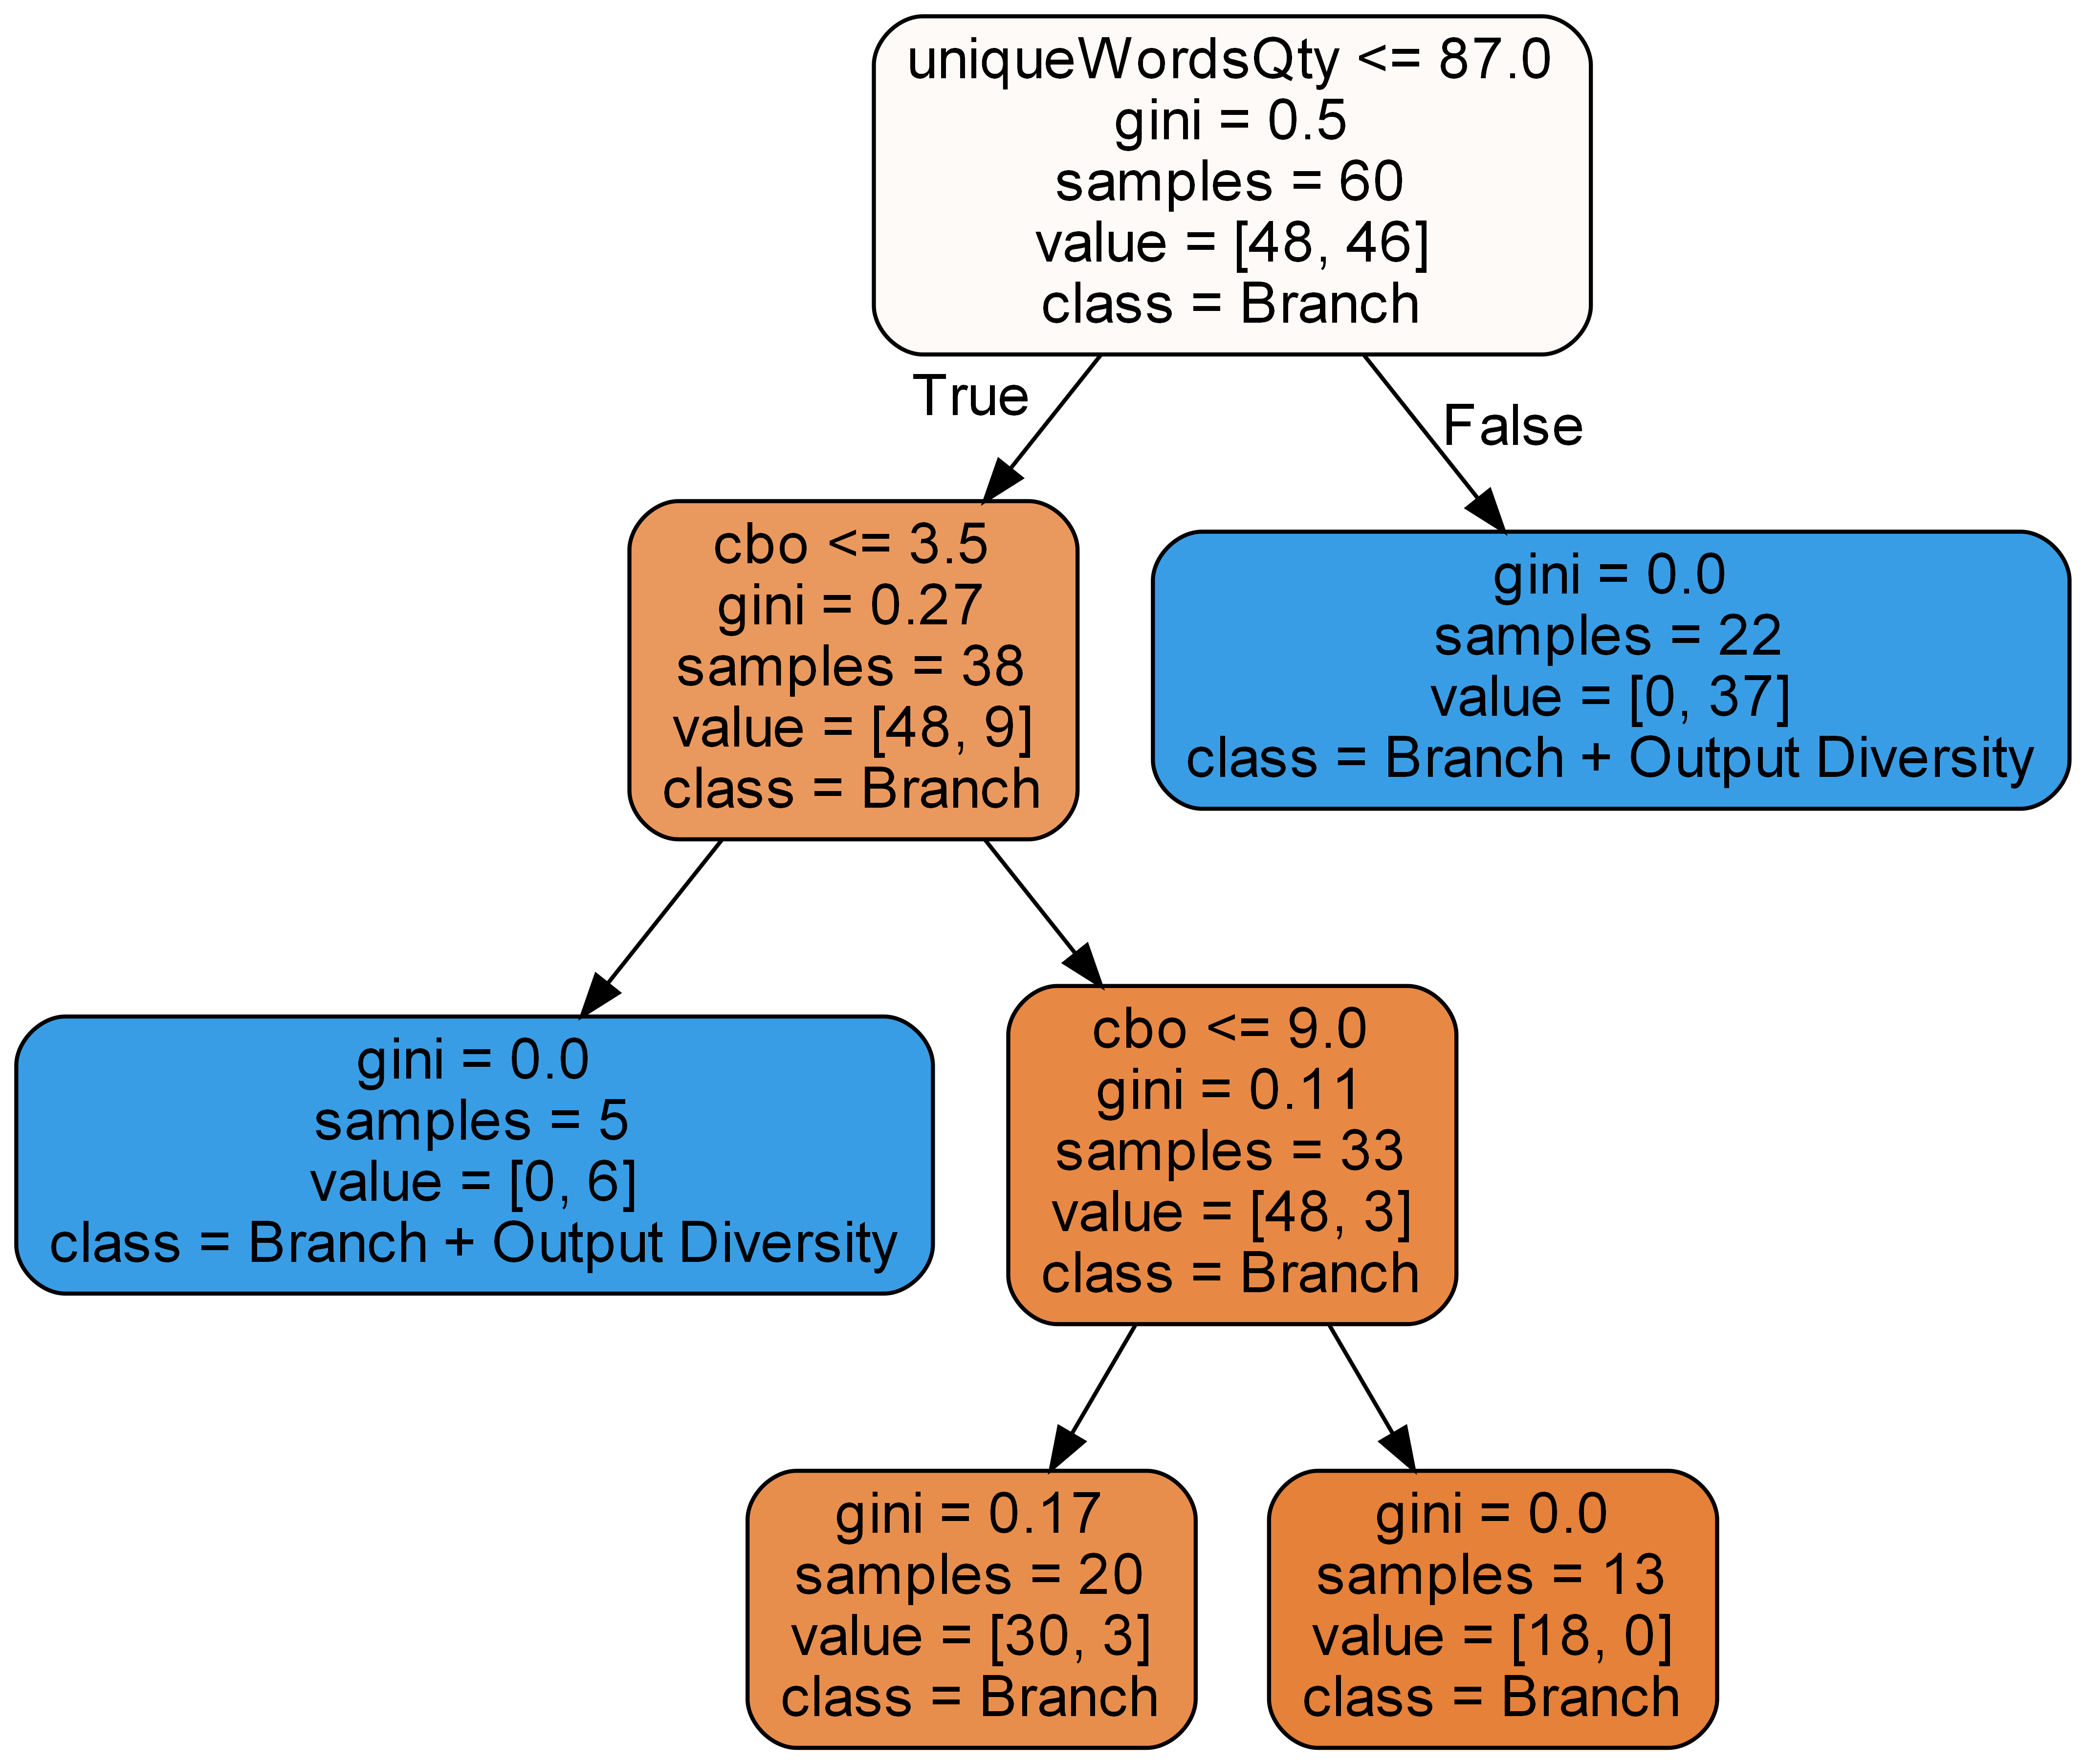 uniqueWordsQty <= 87.0
gini = 0.5
samples = 60
value = [48, 46]
class = Branch
True
False
cbo <= 3.5
gini = 0.27
samples = 38
value = [48, 9]
class = Branch
gini = 0.0
samples = 22
value = [0, 37]
class = Branch + Output Diversity
gini = 0.0
samples = 5
value = [0, 6]
class = Branch + Output Diversity
cbo <= 9.0
gini = 0.11
samples = 33
value = [48, 3]
class = Branch
gini = 0.17
samples = 20
value = [30, 3]
class = Branch
gini = 0.0
samples = 13
value = [18, 0]
class = Branch